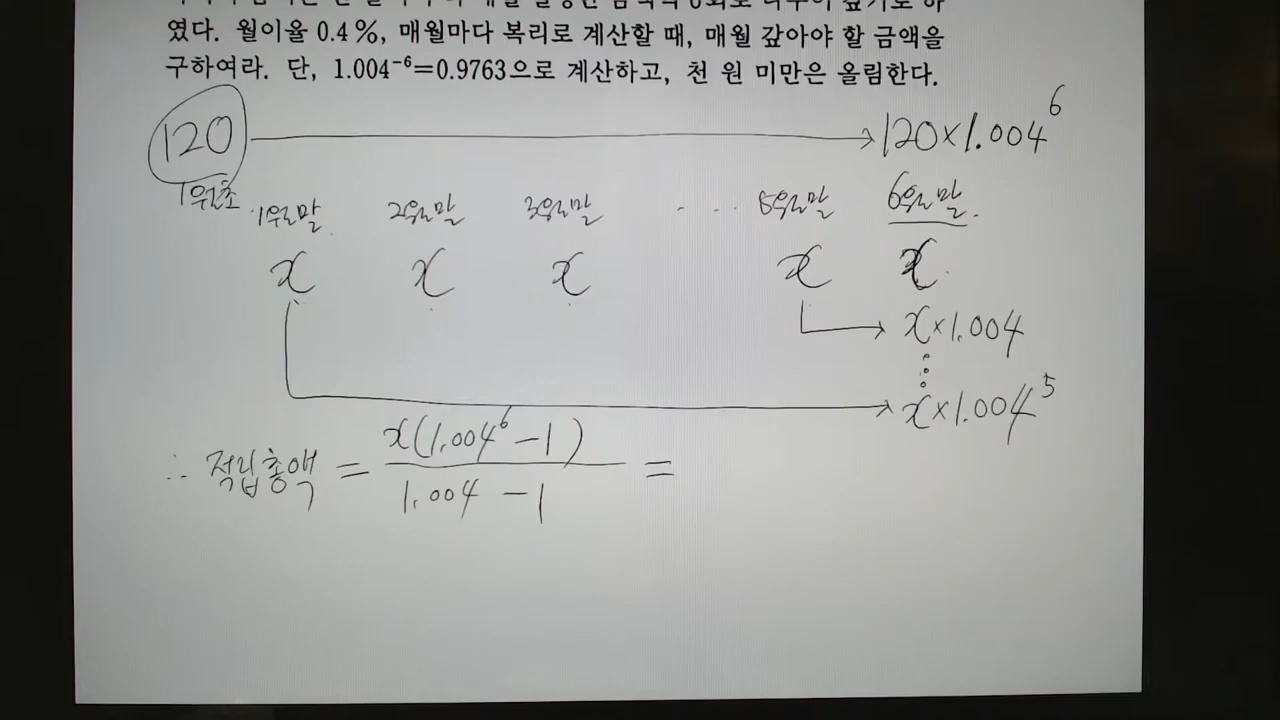 였다. 월이율 0.4%, 매월마다 복리로 계산할 때, 매월 갚아야 할 금액을
구하여라. 단, 1.004⁻⁶=0.9763으로 계산하고, 천 원 미만은 올림한다.
120 → 120×1.004⁶
1월초 1월말 2월말 3월말 · ... 5월말 6월말.
x x x x x
x×1.004
x×1.004⁵
∴ 적립총액 = x(1.004⁶-1) / 1.004-1 =